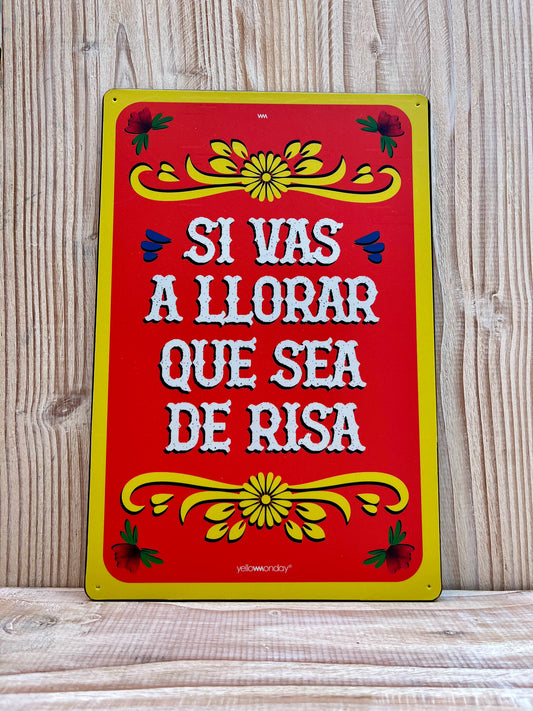 SI VAS
A LLORAR
QUE SEA
DE RISA
yellowmonday®